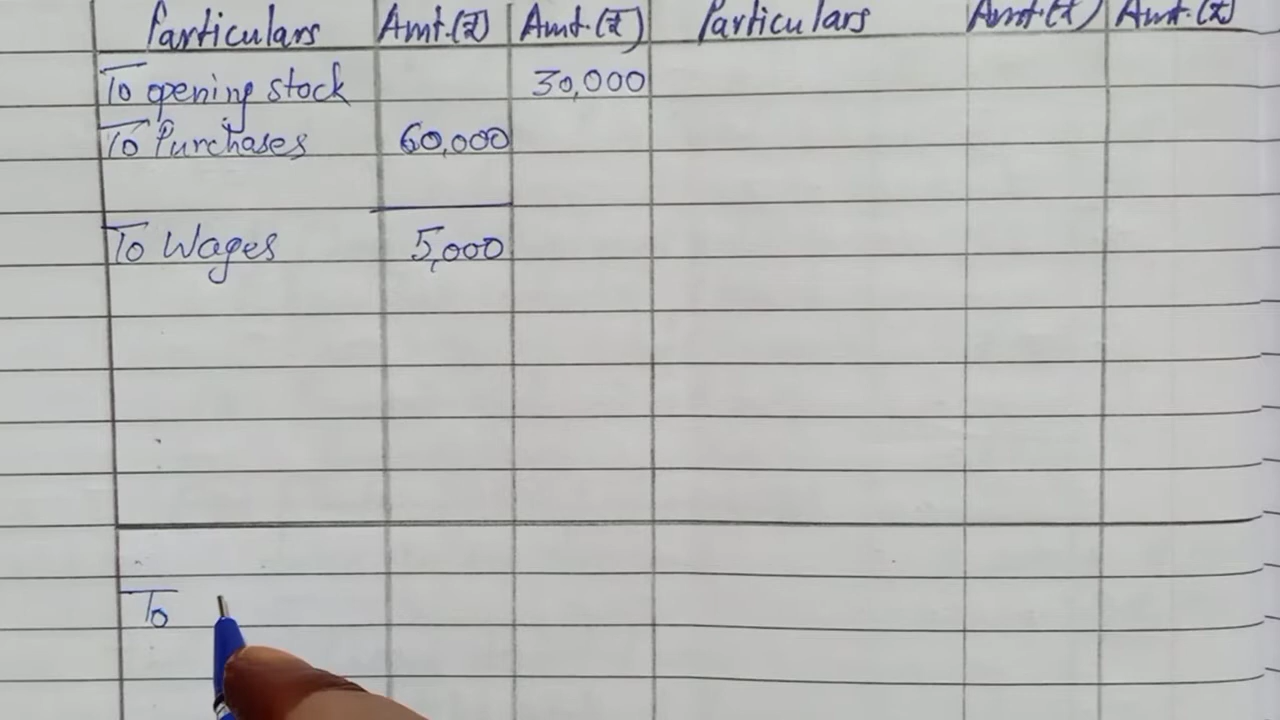 Particulars Amt.(₹) Amt.(₹) Particulars Amt.(₹) Amt.(₹)
To opening stock 30,000
To Purchases 60,000
To Wages 5,000
To